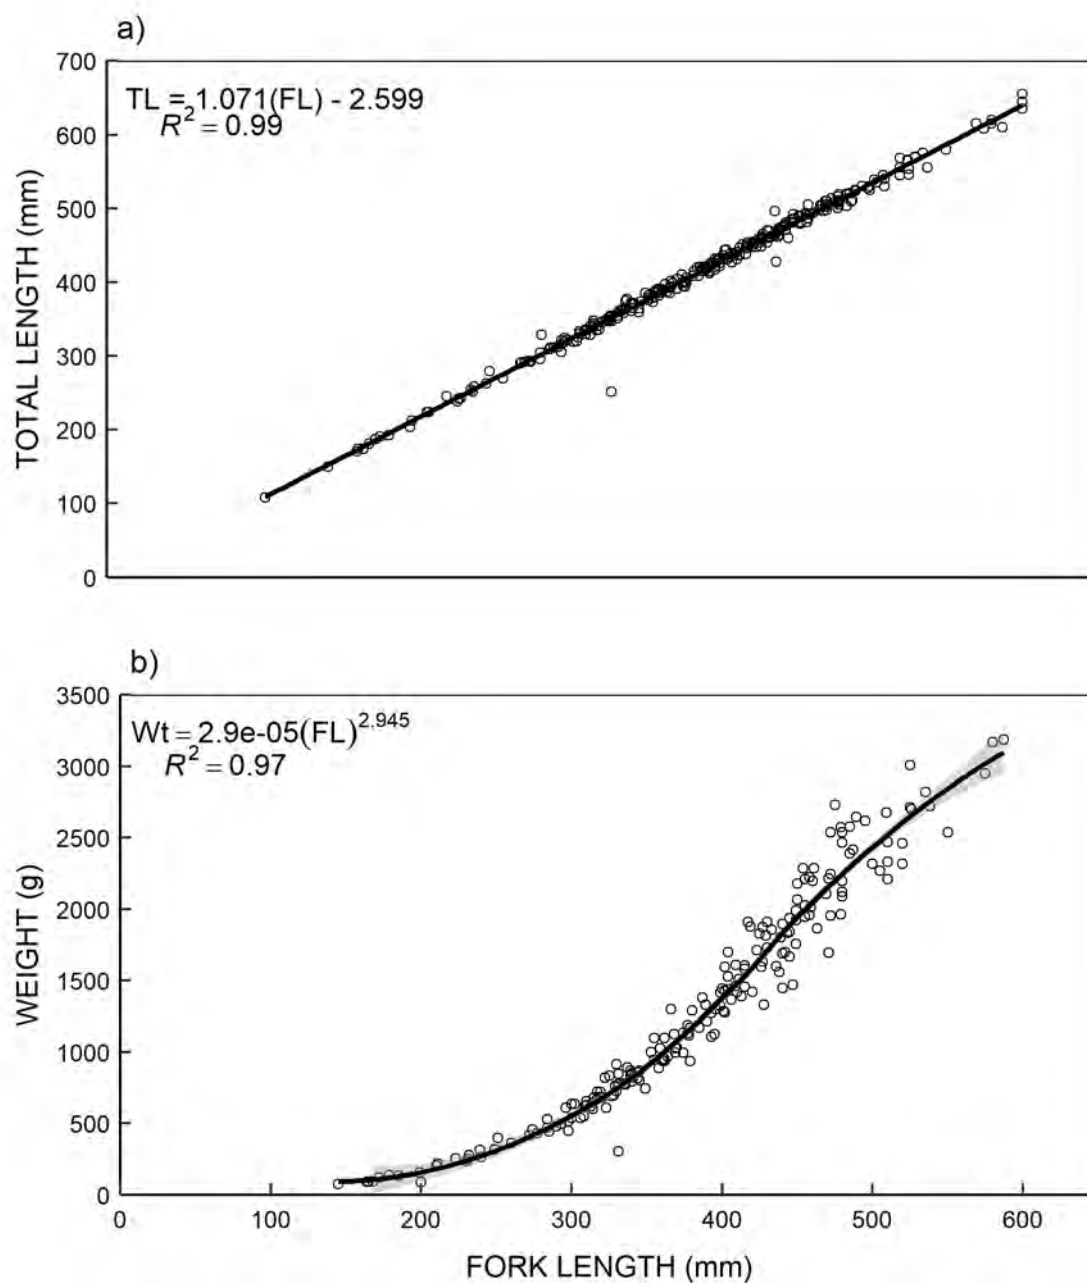 a)
700
600
500
400
300
200
100
0
TOTAL LENGTH (mm)
TL = 1.071(FL) - 2.599
R² = 0.99
b)
3500
3000
2500
2000
1500
1000
500
0
WEIGHT (g)
Wt = 2.9e-05(FL)^2.945
R² = 0.97
0 100 200 300 400 500 600
FORK LENGTH (mm)